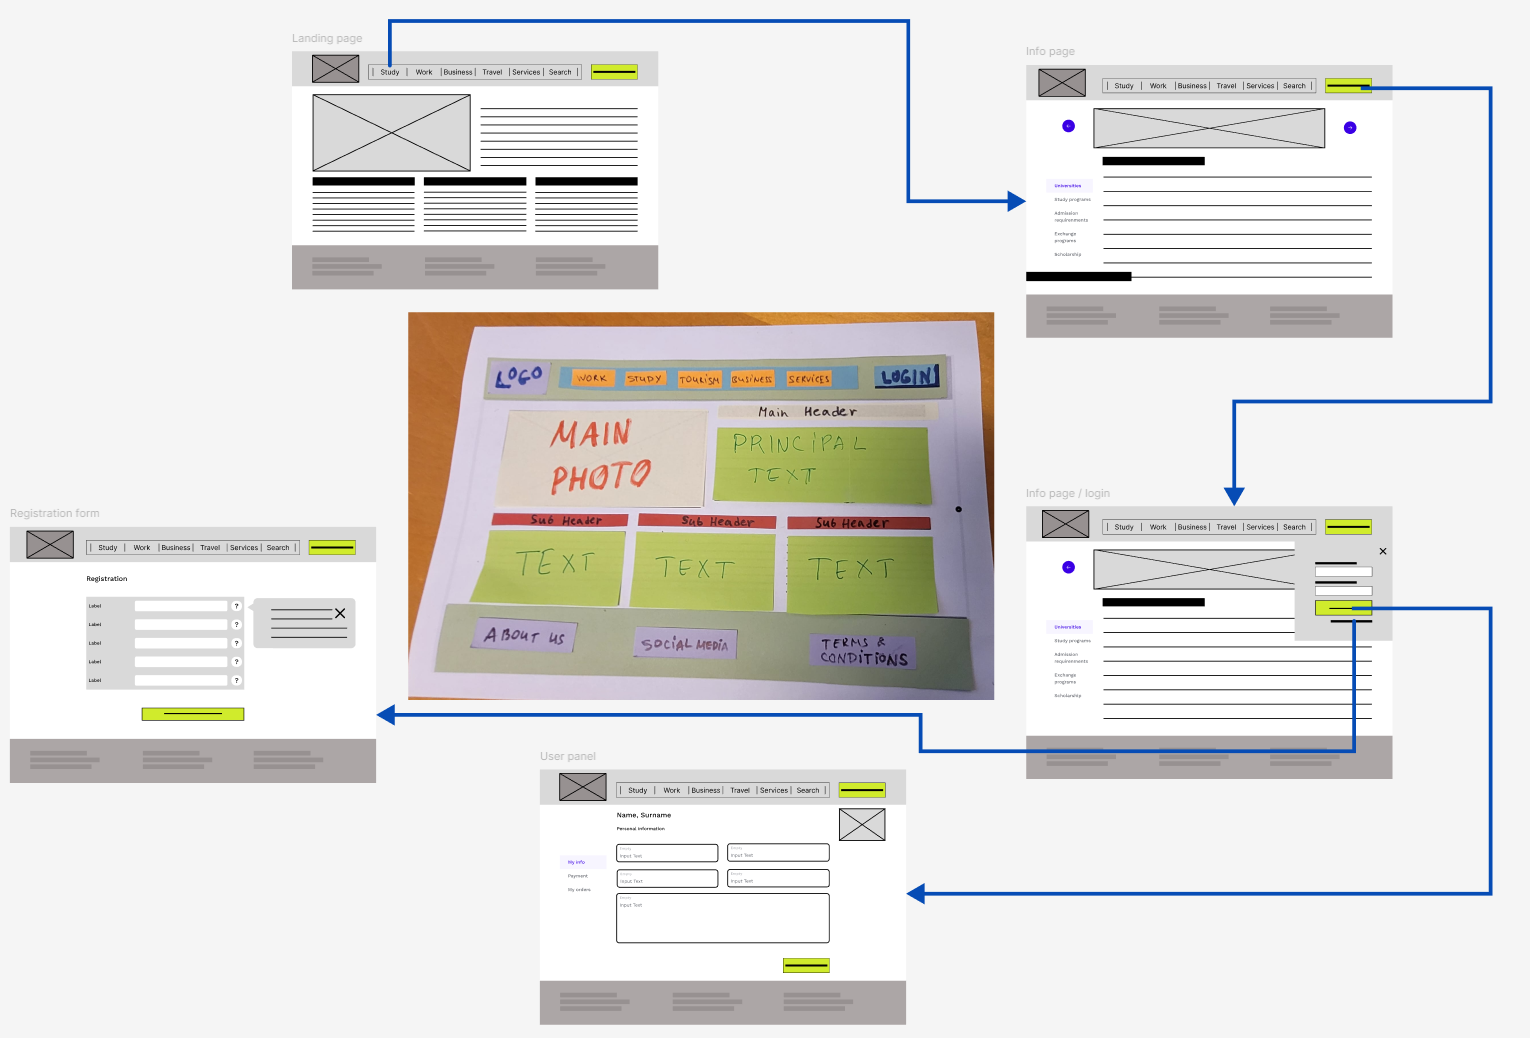 Landing page
Study
Work
Business
Travel
Services
Search
Info page
Study
Work
Business
Travel
Services
Search
Universities
Study programs
Admission
requirenments
Exchange
programs
Scholarship
LOGO
WORK
STUDY
TOURISM
BUSINESS
SERVICES
LOGIN
Main Header
MAIN
PHOTO
PRINCIPAL
TEXT
Sub Header
Sub Header
Sub Header
TEXT
TEXT
TEXT
ABOUT US
SOCIAL MEDIA
TERMS &
CONDITIONS
Registration form
Study
Work
Business
Travel
Services
Search
Registration
Label
?
Label
?
Label
?
Label
?
Label
?
Info page / login
Study
Work
Business
Travel
Services
Search
Universities
Study programs
Admission
requirenments
Exchange
programs
Scholarship
User panel
Study
Work
Business
Travel
Services
Search
Name, Surname
Personal information
My info
Payment
My orders
Input Text
Input Text
Input Text
Input Text
Input Text